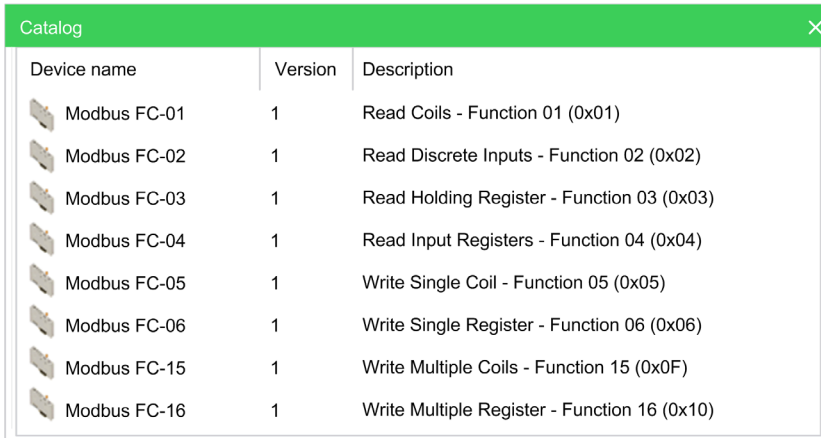 Catalog
Device name Version Description
Modbus FC-01 1 Read Coils - Function 01 (0x01)
Modbus FC-02 1 Read Discrete Inputs - Function 02 (0x02)
Modbus FC-03 1 Read Holding Register - Function 03 (0x03)
Modbus FC-04 1 Read Input Registers - Function 04 (0x04)
Modbus FC-05 1 Write Single Coil - Function 05 (0x05)
Modbus FC-06 1 Write Single Register - Function 06 (0x06)
Modbus FC-15 1 Write Multiple Coils - Function 15 (0x0F)
Modbus FC-16 1 Write Multiple Register - Function 16 (0x10)